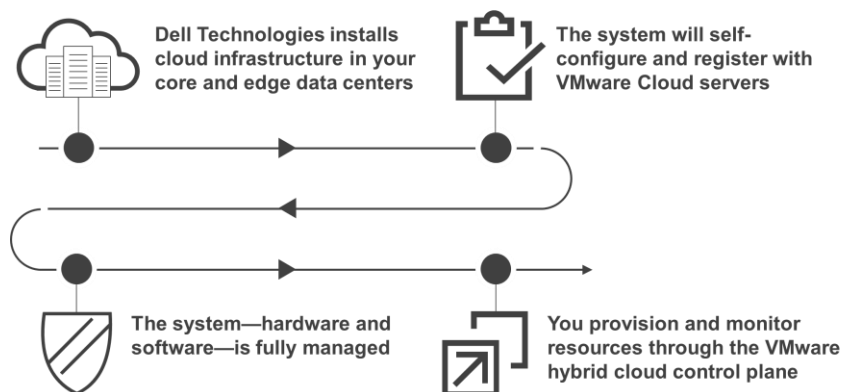 Dell Technologies installs
cloud infrastructure in your
core and edge data centers
The system will self-
configure and register with
VMware Cloud servers
The system—hardware and
software—is fully managed
You provision and monitor
resources through the VMware
hybrid cloud control plane